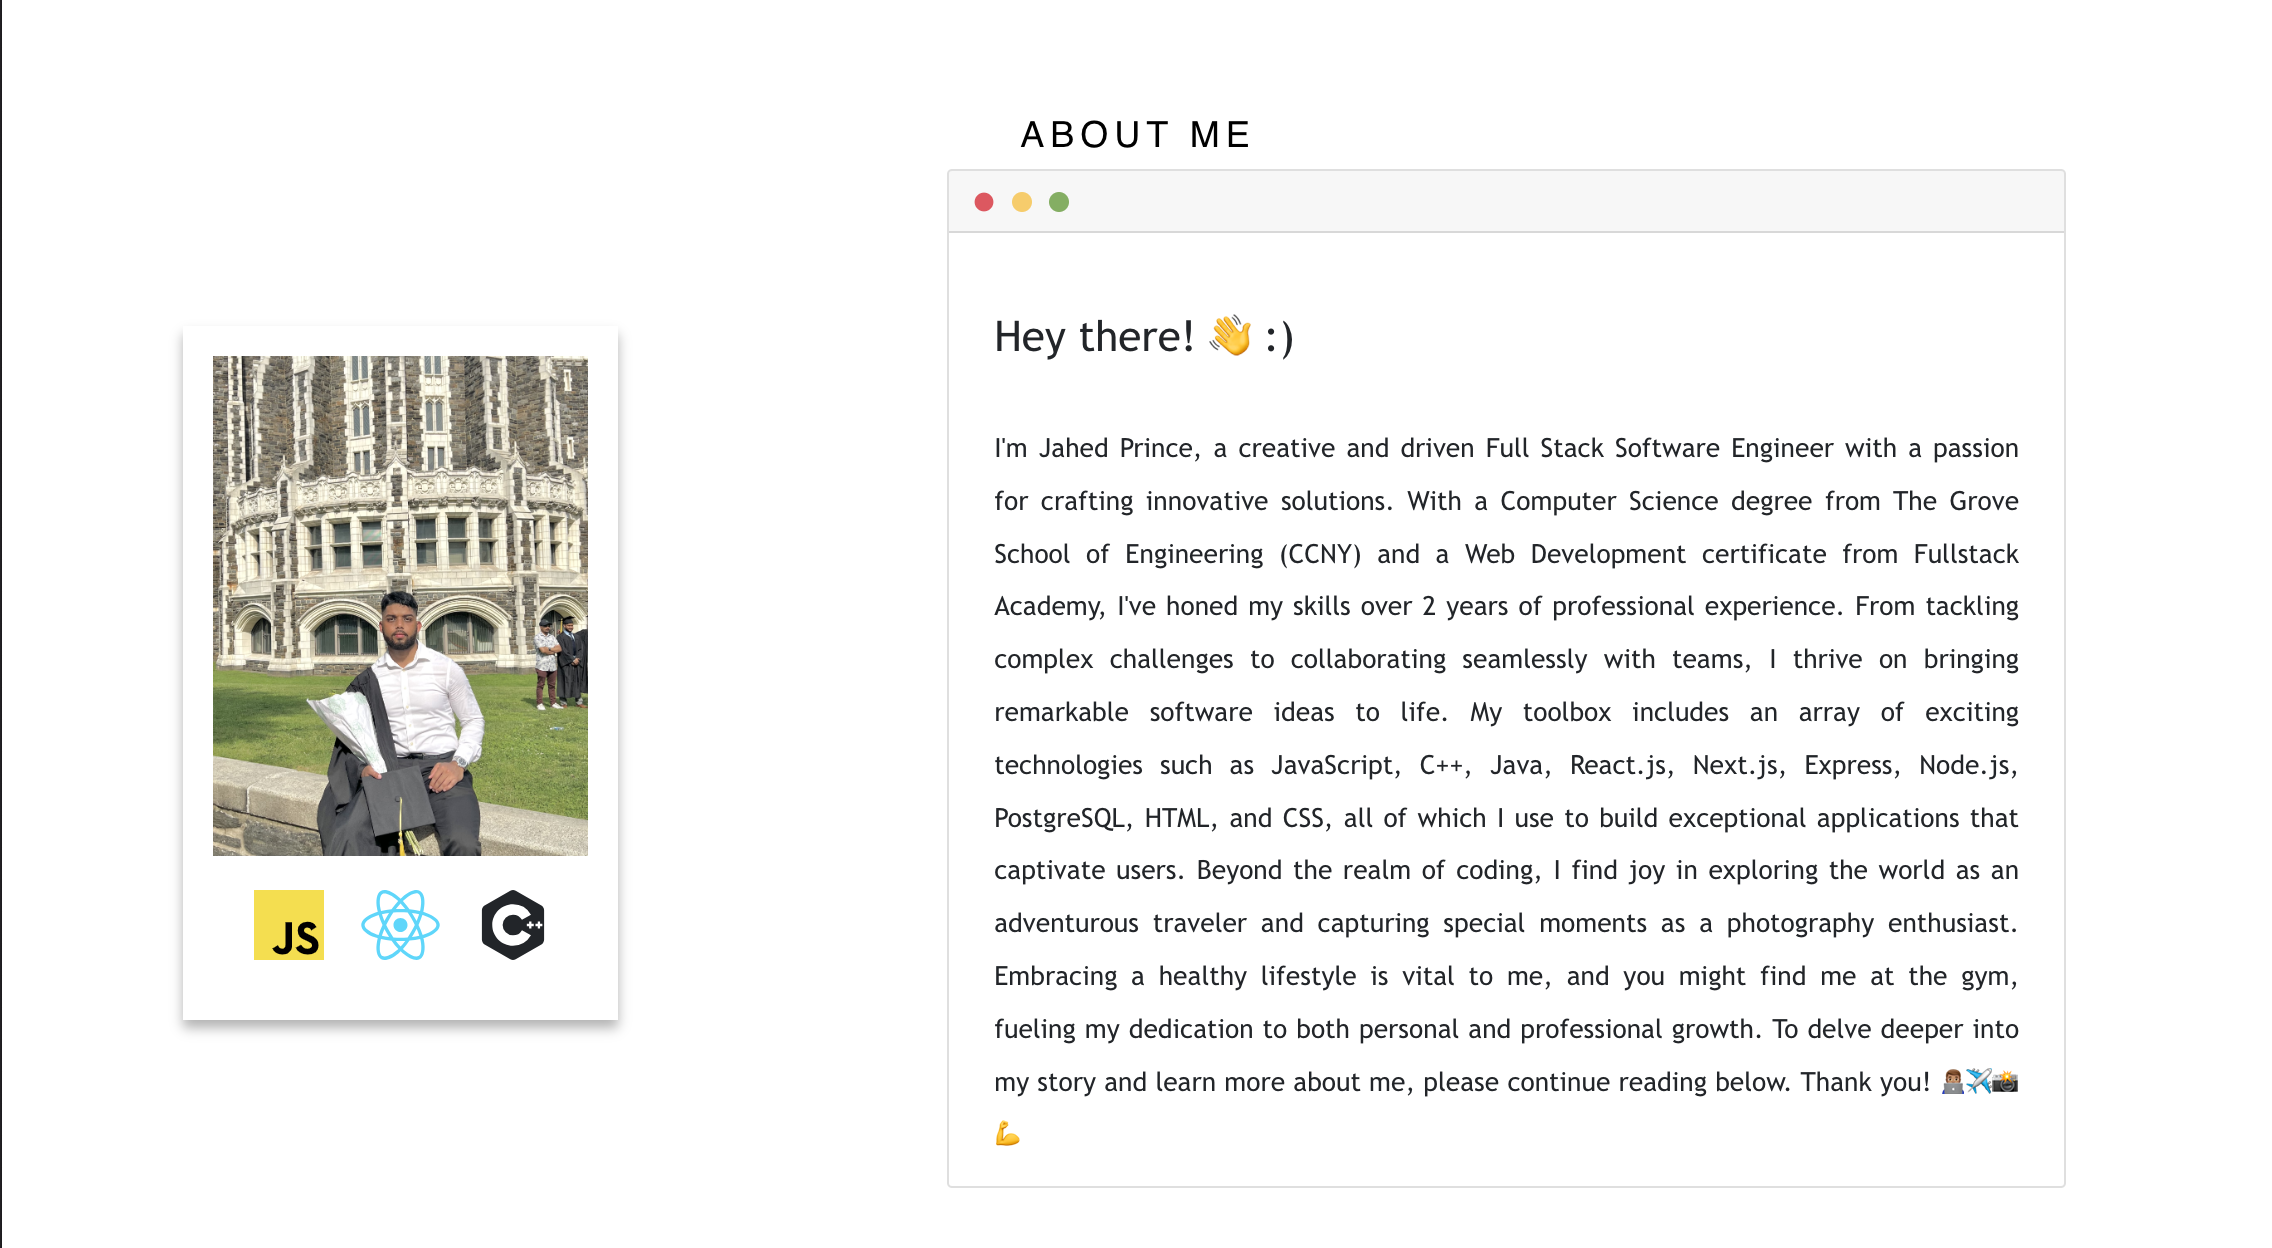 ABOUT ME
Hey there! 👋 :)
I'm Jahed Prince, a creative and driven Full Stack Software Engineer with a passion
for crafting innovative solutions. With a Computer Science degree from The Grove
School of Engineering (CCNY) and a Web Development certificate from Fullstack
Academy, I've honed my skills over 2 years of professional experience. From tackling
complex challenges to collaborating seamlessly with teams, I thrive on bringing
remarkable software ideas to life. My toolbox includes an array of exciting
technologies such as JavaScript, C++, Java, React.js, Next.js, Express, Node.js,
PostgreSQL, HTML, and CSS, all of which I use to build exceptional applications that
captivate users. Beyond the realm of coding, I find joy in exploring the world as an
adventurous traveler and capturing special moments as a photography enthusiast.
Embracing a healthy lifestyle is vital to me, and you might find me at the gym,
fueling my dedication to both personal and professional growth. To delve deeper into
my story and learn more about me, please continue reading below. Thank you! 👨🏽‍💻✈️📸
💪
JS
C++